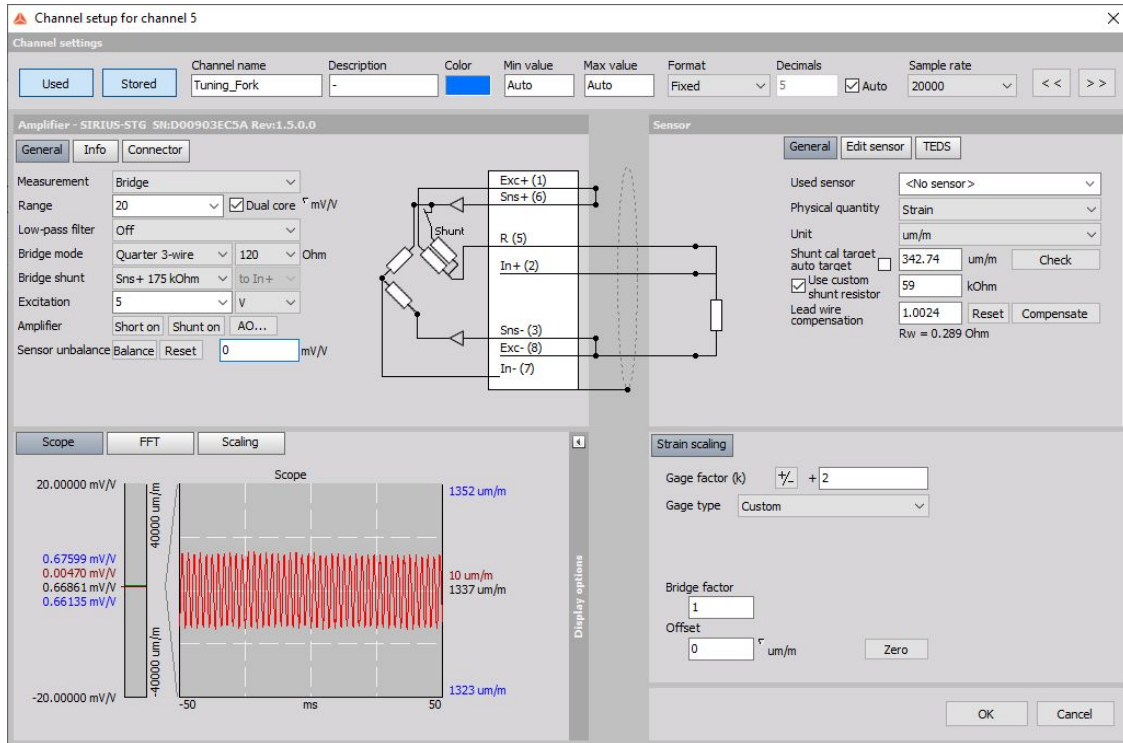 Channel setup for channel 5
Channel settings
Used
Stored
Channel name
Tuning_Fork
Description
-
Color
Min value
Auto
Max value
Auto
Format
Fixed
Decimals
5
Auto
Sample rate
20000
< <
> >
Amplifier - SIRIUS-STG SN:D00903EC5A Rev:1.5.0.0
General
Info
Connector
Measurement Bridge
Range 20 Dual core mV/V
Low-pass filter Off
Bridge mode Quarter 3-wire 120 Ohm
Bridge shunt Sns+ 175 kOhm to In+
Excitation 5 V
Amplifier Short on Shunt on AO...
Sensor unbalance Balance Reset 0 mV/V
Exc+ (1)
Sns+ (6)
Shunt
R (5)
In+ (2)
Sns- (3)
Exc- (8)
In- (7)
Sensor
General
Edit sensor
TEDS
Used sensor <No sensor>
Physical quantity Strain
Unit um/m
Shunt cal target
auto target
342.74 um/m Check
Use custom
shunt resistor
59 kOhm
Lead wire
compensation
1.0024 Reset Compensate
Rw = 0.289 Ohm
Scope
FFT
Scaling
Scope
20.00000 mV/V
0.67599 mV/V
0.00470 mV/V
0.66861 mV/V
0.66135 mV/V
-20.00000 mV/V
40000 um/m
-40000 um/m
1352 um/m
10 um/m
1337 um/m
1323 um/m
-50 ms 50
Display options
Strain scaling
Gage factor (k) +/- + 2
Gage type Custom
Bridge factor
1
Offset
0 um/m Zero
OK
Cancel